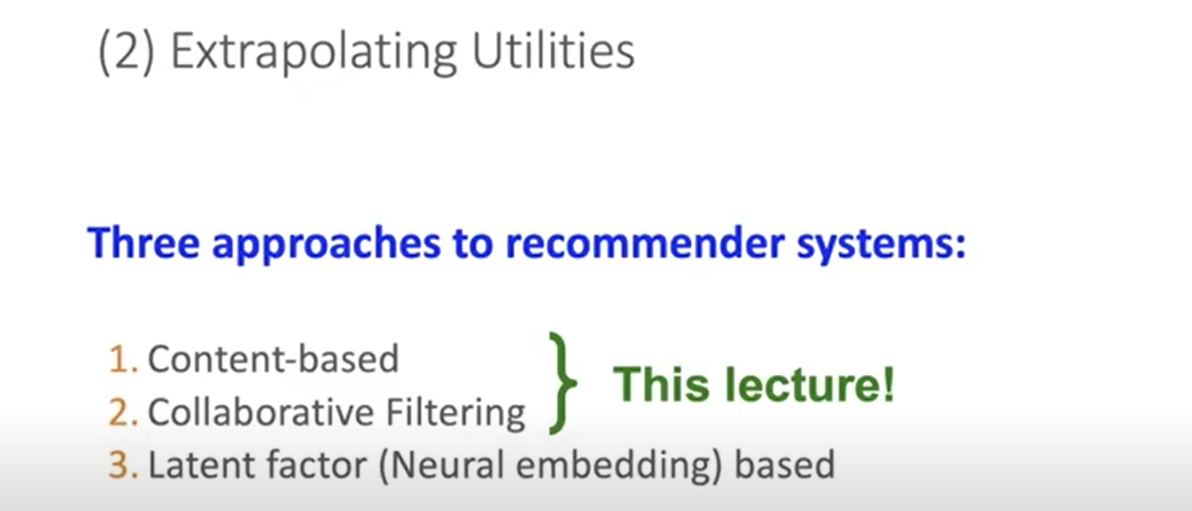 (2) Extrapolating Utilities
Three approaches to recommender systems:
1. Content-based
2. Collaborative Filtering
This lecture!
3. Latent factor (Neural embedding) based